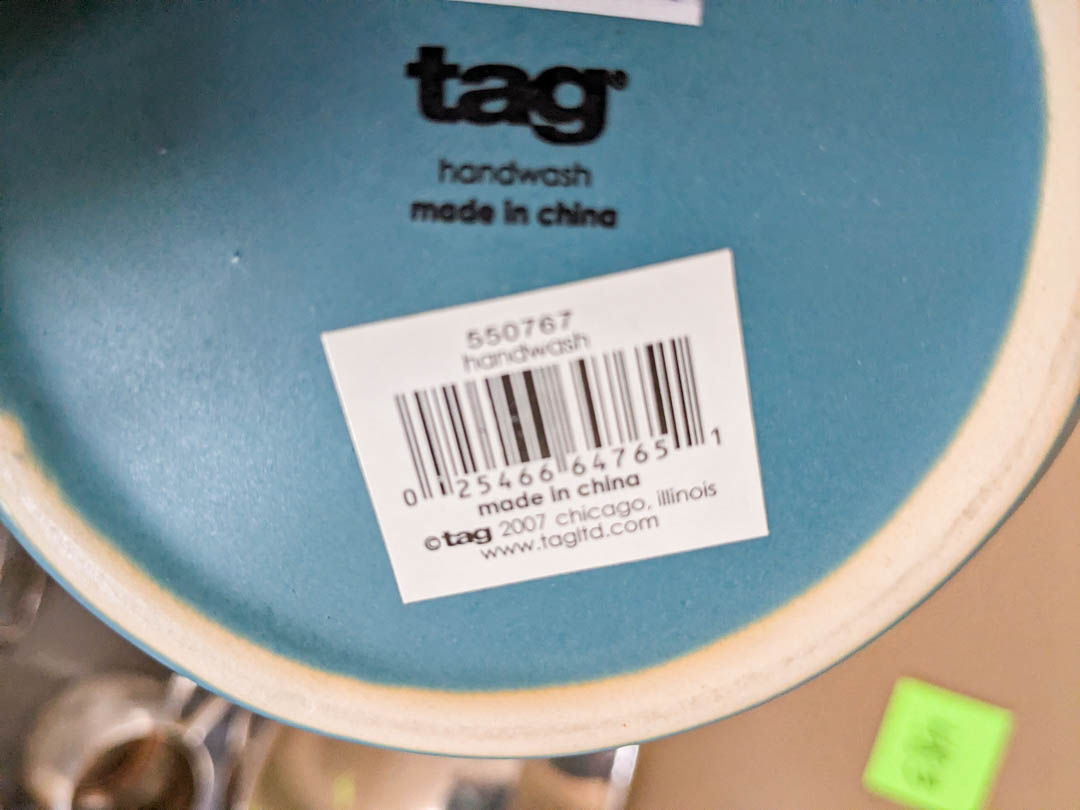 tag®
handwash
made in china
550767
handwash
0 25466 64765 1
made in china
©tag 2007 chicago, illinois
www.tagltd.com